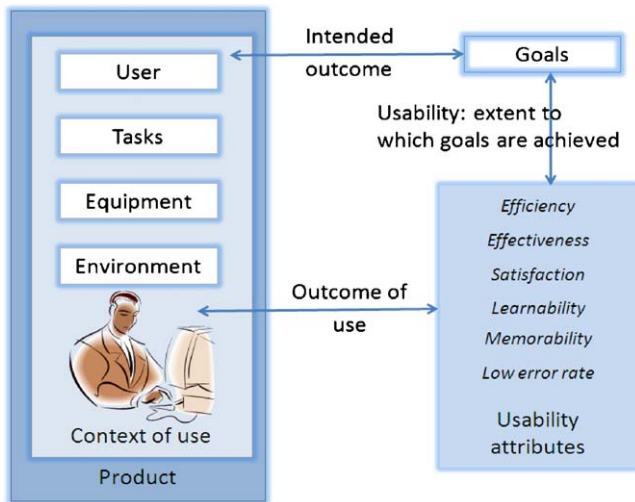 User
Tasks
Equipment
Environment
Context of use
Product
Intended
outcome
Goals
Usability: extent to
which goals are achieved
Outcome of
use
Efficiency
Effectiveness
Satisfaction
Learnability
Memorability
Low error rate
Usability
attributes